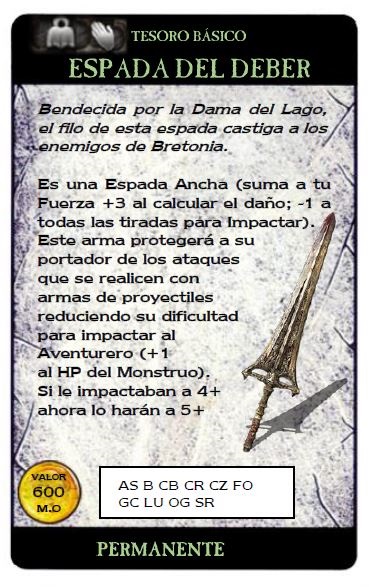 TESORO BÁSICO
ESPADA DEL DEBER
Bendecida por la Dama del Lago,
el filo de esta espada castiga a los
enemigos de Bretonia.
Es una Espada Ancha (suma a tu
Fuerza +3 al calcular el daño; -1 a
todas las tiradas para Impactar).
Este arma protegerá a su
portador de los ataques
que se realicen con
armas de proyectiles
reduciendo su dificultad
para impactar al
Aventurero (+1
al HP del Monstruo).
Si le impactaban a 4+
ahora lo harán a 5+
VALOR
600
M.O
AS B CB CR CZ FO
GC LU OG SR
PERMANENTE